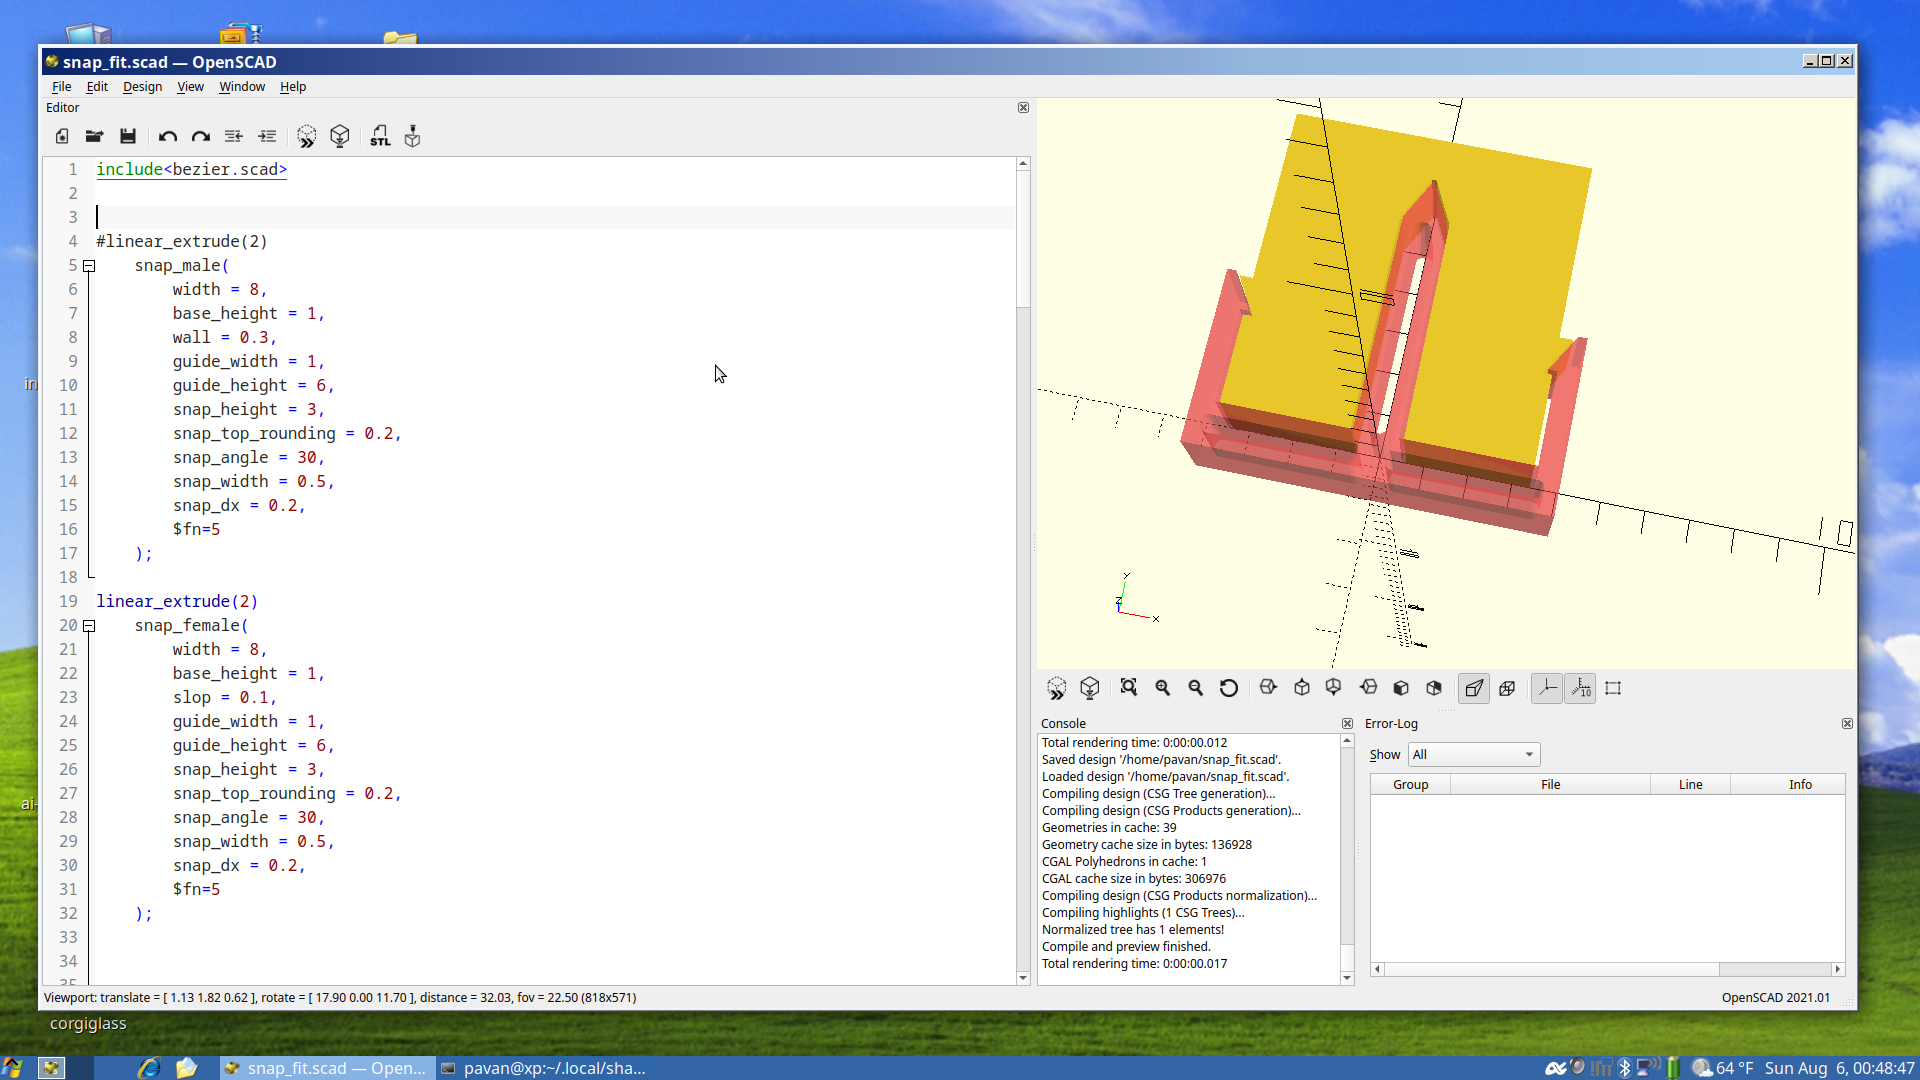 snap_fit.scad — OpenSCAD
File Edit Design View Window Help
Editor
STL
1 include<bezier.scad>
2
3
4 #linear_extrude(2)
5 snap_male(
6 width = 8,
7 base_height = 1,
8 wall = 0.3,
9 guide_width = 1,
10 guide_height = 6,
11 snap_height = 3,
12 snap_top_rounding = 0.2,
13 snap_angle = 30,
14 snap_width = 0.5,
15 snap_dx = 0.2,
16 $fn=5
17 );
18
19 linear_extrude(2)
20 snap_female(
21 width = 8,
22 base_height = 1,
23 slop = 0.1,
24 guide_width = 1,
25 guide_height = 6,
26 snap_height = 3,
27 snap_top_rounding = 0.2,
28 snap_angle = 30,
29 snap_width = 0.5,
30 snap_dx = 0.2,
31 $fn=5
32 );
33
34
35
Y
Z
X
10
Console
Total rendering time: 0:00:00.012
Saved design '/home/pavan/snap_fit.scad'.
Loaded design '/home/pavan/snap_fit.scad'.
Compiling design (CSG Tree generation)...
Compiling design (CSG Products generation)...
Geometries in cache: 39
Geometry cache size in bytes: 136928
CGAL Polyhedrons in cache: 1
CGAL cache size in bytes: 306976
Compiling design (CSG Products normalization)...
Compiling highlights (1 CSG Trees)...
Normalized tree has 1 elements!
Compile and preview finished.
Total rendering time: 0:00:00.017
Error-Log
Show All
Group File Line Info
Viewport: translate = [ 1.13 1.82 0.62 ], rotate = [ 17.90 0.00 11.70 ], distance = 32.03, fov = 22.50 (818x571)
OpenSCAD 2021.01
in
ai-
corgiglass
snap_fit.scad — Open...
pavan@xp:~/.local/sha...
64 °F
Sun Aug 6, 00:48:47